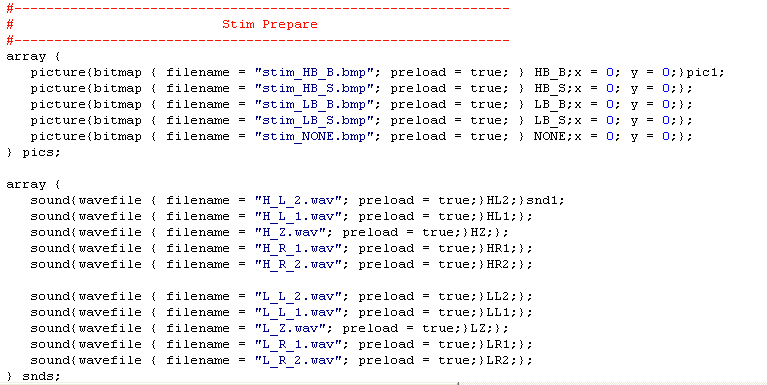 #--------------------------------------------------------------
#                          Stim Prepare
#--------------------------------------------------------------
array {
   picture{bitmap { filename = "stim_HB_B.bmp"; preload = true; } HB_B;x = 0; y = 0;}pic1;
   picture{bitmap { filename = "stim_HB_S.bmp"; preload = true; } HB_S;x = 0; y = 0;};
   picture{bitmap { filename = "stim_LB_B.bmp"; preload = true; } LB_B;x = 0; y = 0;};
   picture{bitmap { filename = "stim_LB_S.bmp"; preload = true; } LB_S;x = 0; y = 0;};
   picture{bitmap { filename = "stim_NONE.bmp"; preload = true; } NONE;x = 0; y = 0;};
} pics;

array {
   sound{wavefile { filename = "H_L_2.wav"; preload = true;}HL2;}snd1;
   sound{wavefile { filename = "H_L_1.wav"; preload = true;}HL1;};
   sound{wavefile { filename = "H_Z.wav"; preload = true;}HZ;};
   sound{wavefile { filename = "H_R_1.wav"; preload = true;}HR1;};
   sound{wavefile { filename = "H_R_2.wav"; preload = true;}HR2;};

   sound{wavefile { filename = "L_L_2.wav"; preload = true;}LL2;};
   sound{wavefile { filename = "L_L_1.wav"; preload = true;}LL1;};
   sound{wavefile { filename = "L_Z.wav"; preload = true;}LZ;};
   sound{wavefile { filename = "L_R_1.wav"; preload = true;}LR1;};
   sound{wavefile { filename = "L_R_2.wav"; preload = true;}LR2;};
} snds;